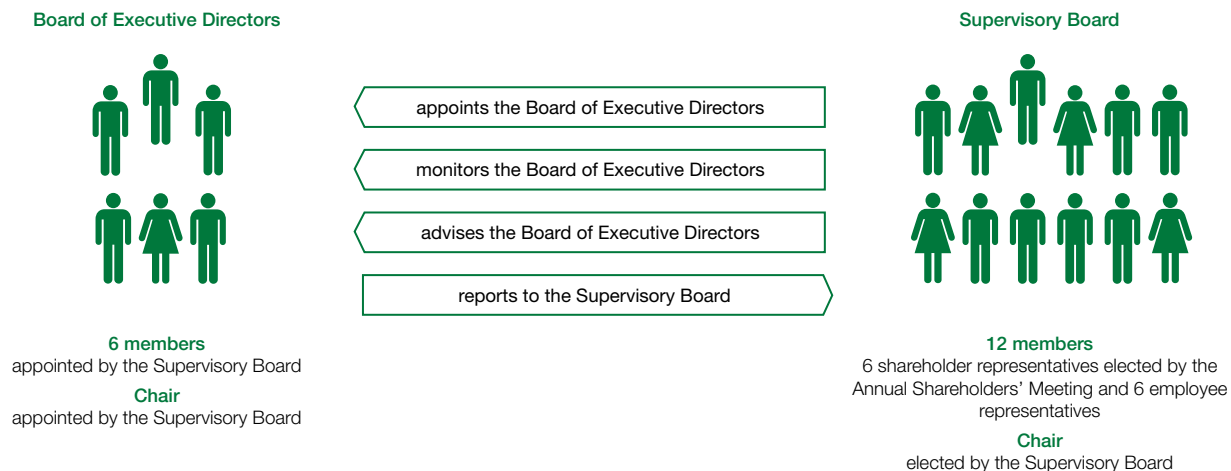 Board of Executive Directors
Supervisory Board
appoints the Board of Executive Directors
monitors the Board of Executive Directors
advises the Board of Executive Directors
reports to the Supervisory Board
6 members
appointed by the Supervisory Board
Chair
appointed by the Supervisory Board
12 members
6 shareholder representatives elected by the
Annual Shareholders’ Meeting and 6 employee
representatives
Chair
elected by the Supervisory Board